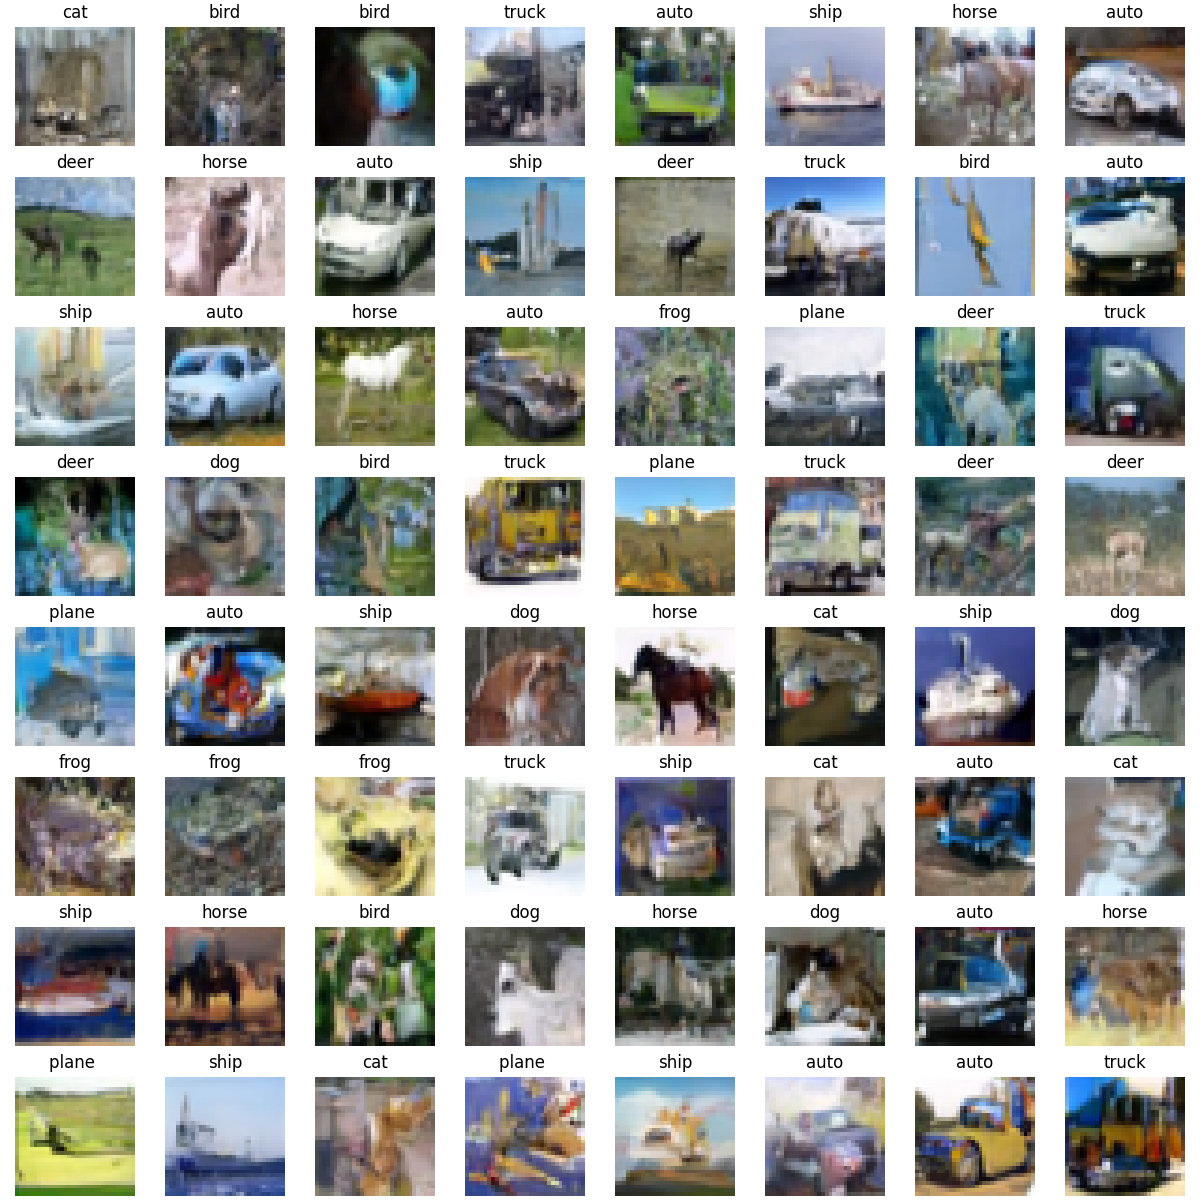 cat bird bird truck auto ship horse auto
deer horse auto ship deer truck bird auto
ship auto horse auto frog plane deer truck
deer dog bird truck plane truck deer deer
plane auto ship dog horse cat ship dog
frog frog frog truck ship cat auto cat
ship horse bird dog horse dog auto horse
plane ship cat plane ship auto auto truck